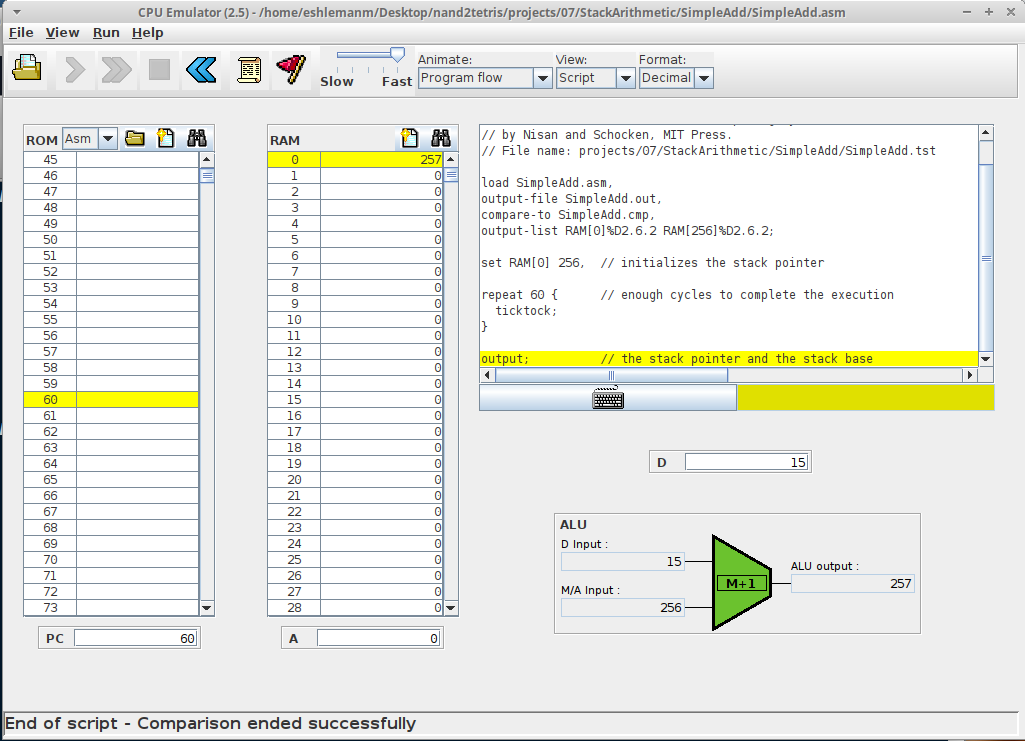 CPU Emulator (2.5) - /home/eshlemanm/Desktop/nand2tetris/projects/07/StackArithmetic/SimpleAdd/SimpleAdd.asm
File View Run Help
Slow Fast
Animate:
Program flow
View:
Script
Format:
Decimal
ROM Asm
45
46
47
48
49
50
51
52
53
54
55
56
57
58
59
60
61
62
63
64
65
66
67
68
69
70
71
72
73
PC 60
RAM
0 257
1 0
2 0
3 0
4 0
5 0
6 0
7 0
8 0
9 0
10 0
11 0
12 0
13 0
14 0
15 0
16 0
17 0
18 0
19 0
20 0
21 0
22 0
23 0
24 0
25 0
26 0
27 0
28 0
A 0
// by Nisan and Schocken, MIT Press.
// File name: projects/07/StackArithmetic/SimpleAdd/SimpleAdd.tst
load SimpleAdd.asm,
output-file SimpleAdd.out,
compare-to SimpleAdd.cmp,
output-list RAM[0]%D2.6.2 RAM[256]%D2.6.2;
set RAM[0] 256,  // initializes the stack pointer
repeat 60 {      // enough cycles to complete the execution
  ticktock;
}
output;          // the stack pointer and the stack base
D 15
ALU
D Input :
15
M/A Input :
256
M+1
ALU output :
257
End of script - Comparison ended successfully